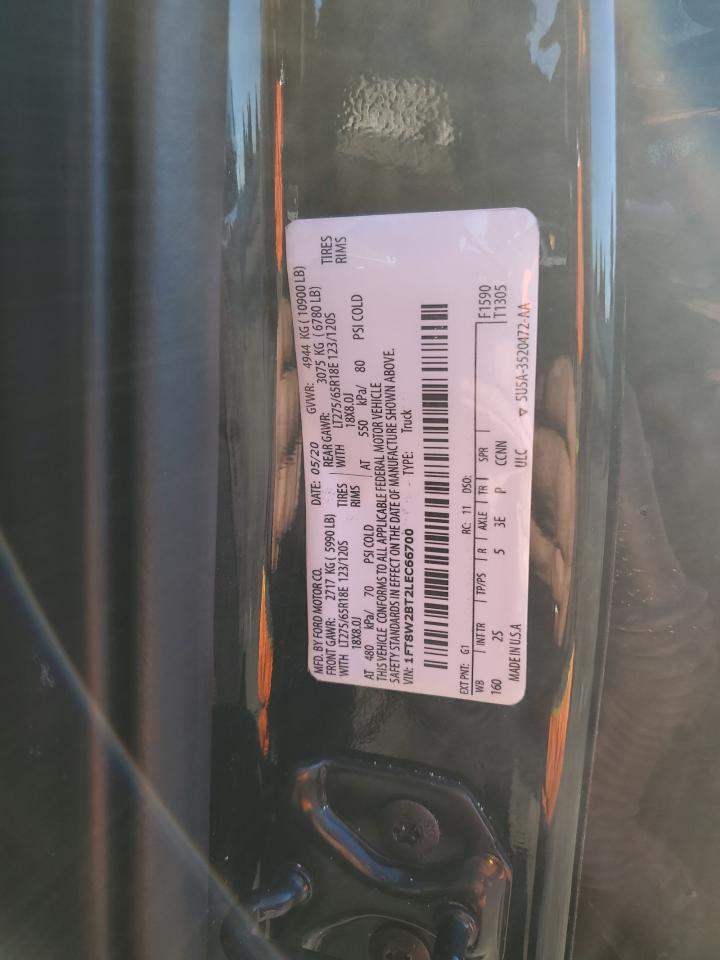 MFD. BY FORD MOTOR CO.
DATE: 05/20 GVWR: 4944 KG (10900 LB)
FRONT GAWR: 2717 KG (5990 LB) REAR GAWR: 3075 KG (6780 LB)
WITH LT275/65R18E 123/120S TIRES WITH LT275/65R18E 123/120S TIRES
18X8.0J RIMS 18X8.0J RIMS
AT 480 kPa/ 70 PSI COLD AT 550 kPa/ 80 PSI COLD
THIS VEHICLE CONFORMS TO ALL APPLICABLE FEDERAL MOTOR VEHICLE
SAFETY STANDARDS IN EFFECT ON THE DATE OF MANUFACTURE SHOWN ABOVE.
VIN: 1FT8W2BT2LEC66700 TYPE: Truck
EXT PNT: G1 RC: 11 DSO: F1590
WB INT TR TP/PS R AXLE TR SPR T1305
160 2S 5 3E P CCNN
MADE IN U.S.A ULC ▽ 5U5A-3520472-AA